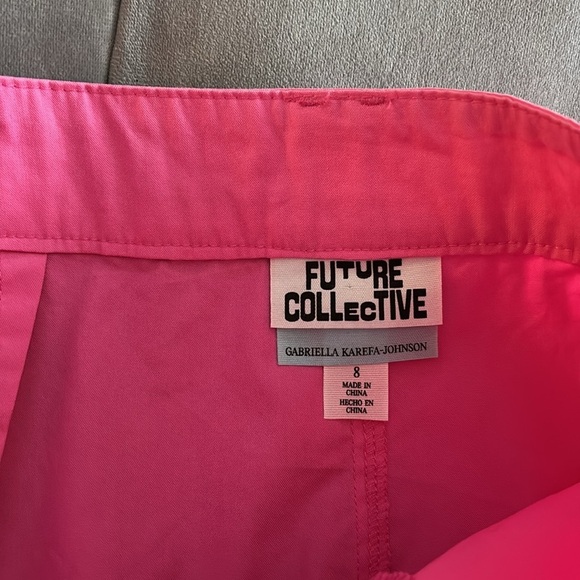 FUTURE
COLLECTIVE
GABRIELLA KAREFA-JOHNSON
8
MADE IN
CHINA
HECHO EN
CHINA